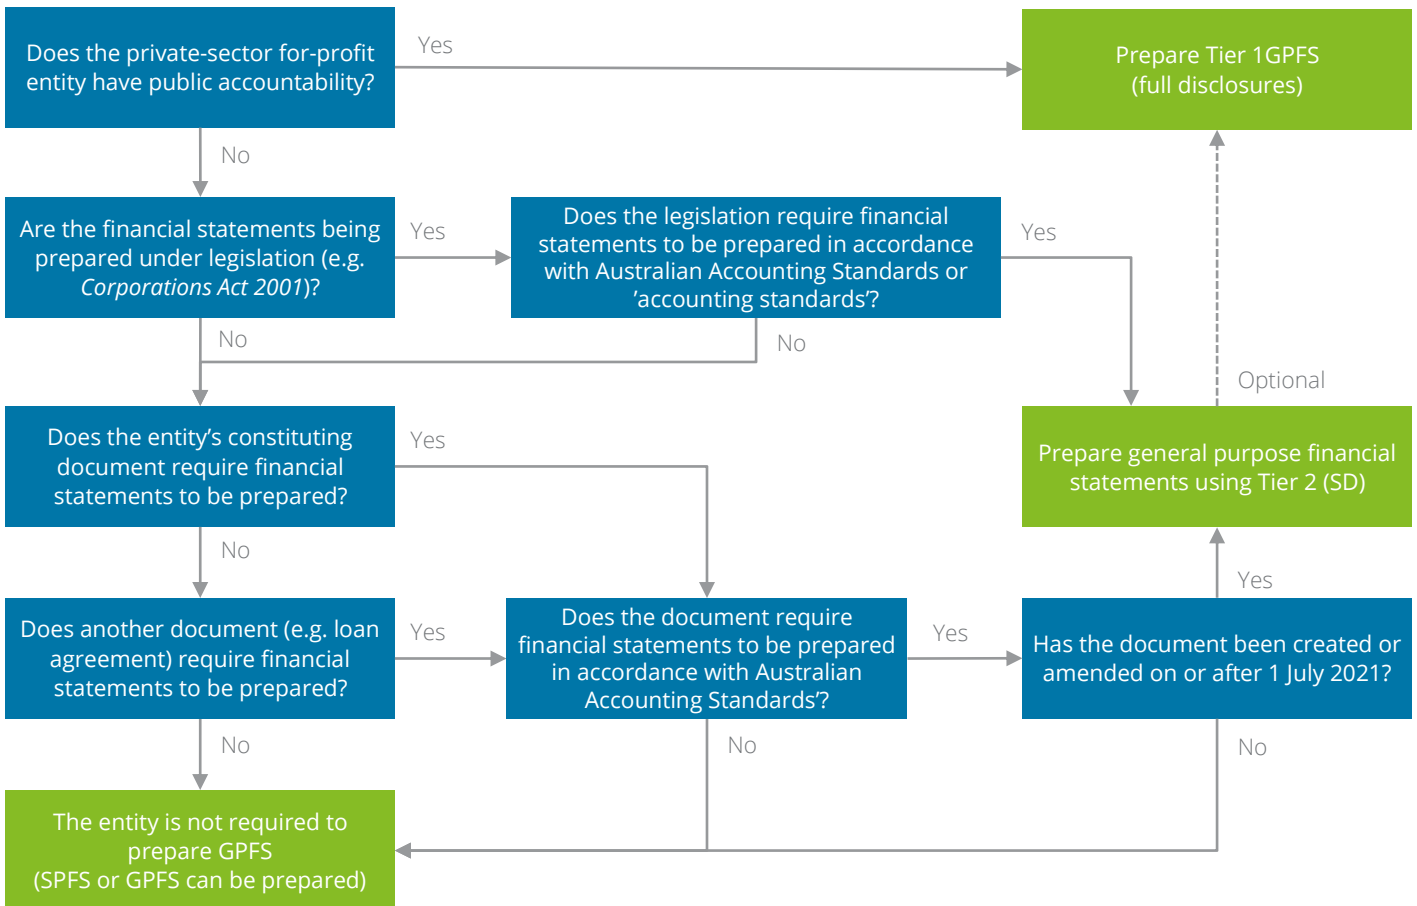 Does the private-sector for-profit
entity have public accountability?
Yes
Prepare Tier 1GPFS
(full disclosures)
No
Are the financial statements being
prepared under legislation (e.g.
Corporations Act 2001)?
Yes
Does the legislation require financial
statements to be prepared in accordance
with Australian Accounting Standards or
’accounting standards’?
Yes
No
No
Optional
Does the entity’s constituting
document require financial
statements to be prepared?
Yes
Prepare general purpose financial
statements using Tier 2 (SD)
No
Yes
Does another document (e.g. loan
agreement) require financial
statements to be prepared?
Yes
Does the document require
financial statements to be prepared
in accordance with Australian
Accounting Standards’?
Yes
Has the document been created or
amended on or after 1 July 2021?
No
No
No
The entity is not required to
prepare GPFS
(SPFS or GPFS can be prepared)